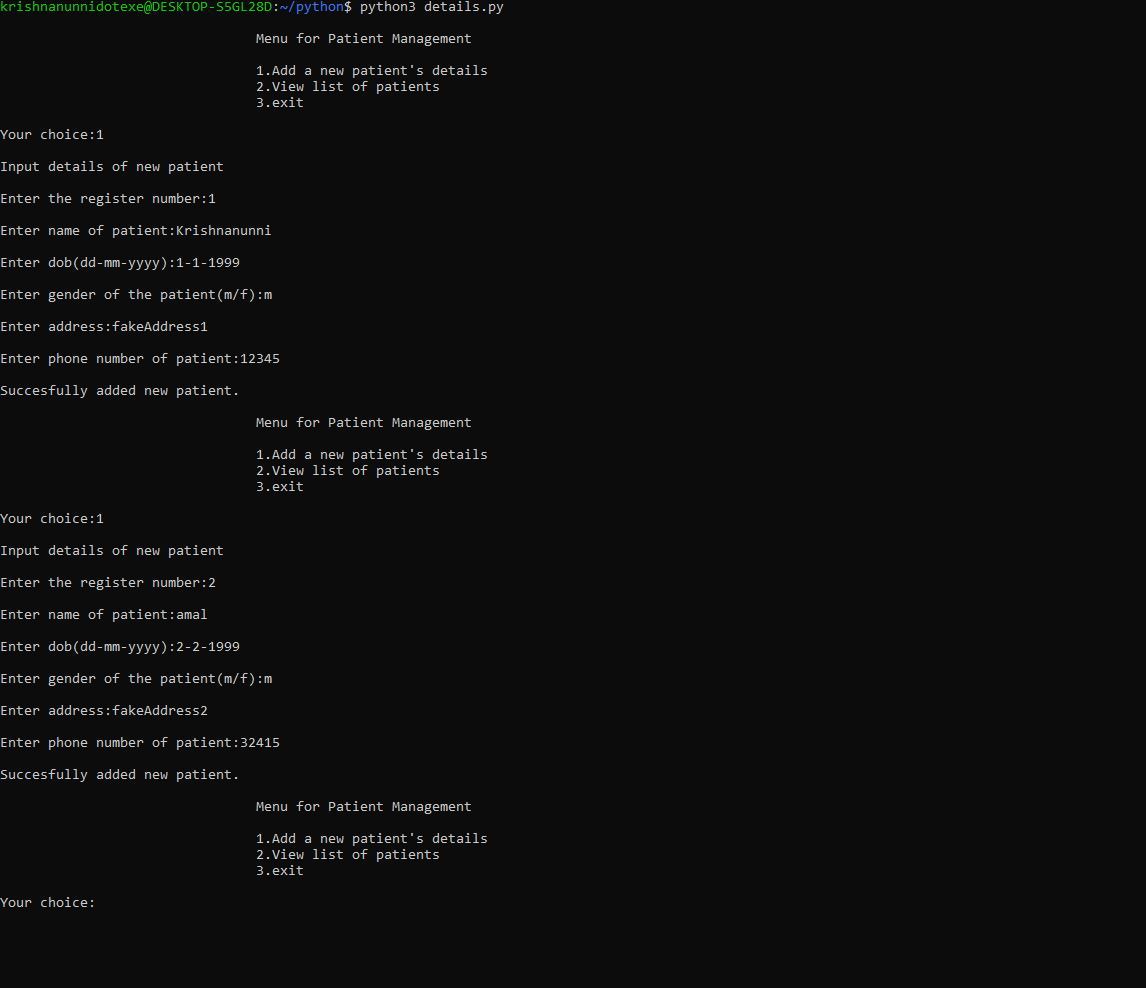 krishnanunnidotexe@DESKTOP-S5GL28D:~/python$ python3 details.py
Menu for Patient Management
1.Add a new patient's details
2.View list of patients
3.exit
Your choice:1
Input details of new patient
Enter the register number:1
Enter name of patient:Krishnanunni
Enter dob(dd-mm-yyyy):1-1-1999
Enter gender of the patient(m/f):m
Enter address:fakeAddress1
Enter phone number of patient:12345
Succesfully added new patient.
Menu for Patient Management
1.Add a new patient's details
2.View list of patients
3.exit
Your choice:1
Input details of new patient
Enter the register number:2
Enter name of patient:amal
Enter dob(dd-mm-yyyy):2-2-1999
Enter gender of the patient(m/f):m
Enter address:fakeAddress2
Enter phone number of patient:32415
Succesfully added new patient.
Menu for Patient Management
1.Add a new patient's details
2.View list of patients
3.exit
Your choice: